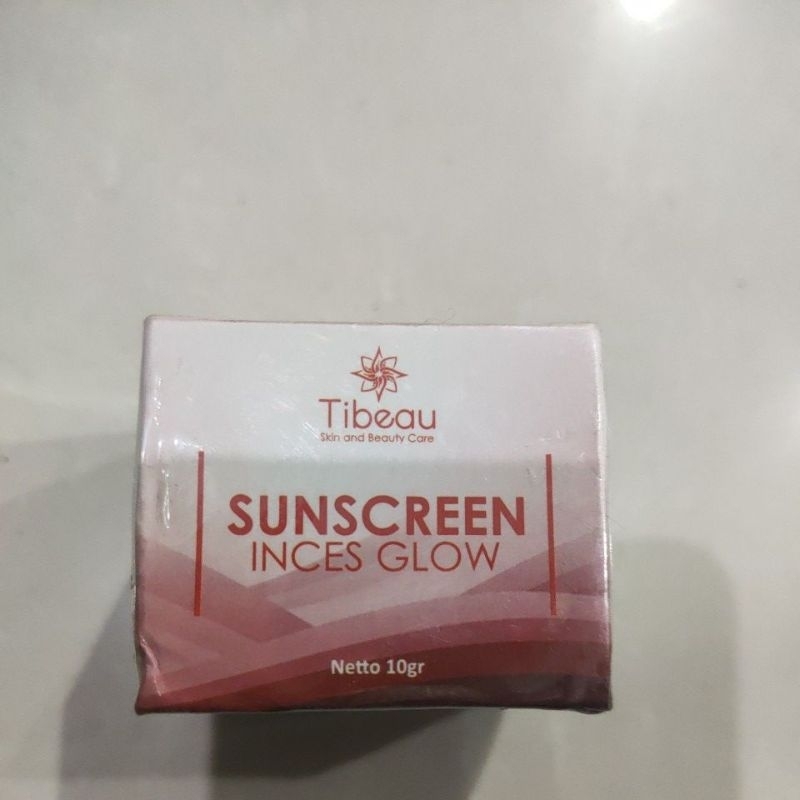 Tibeau
Skin and Beauty Care
SUNSCREEN
INCES GLOW
Netto 10gr